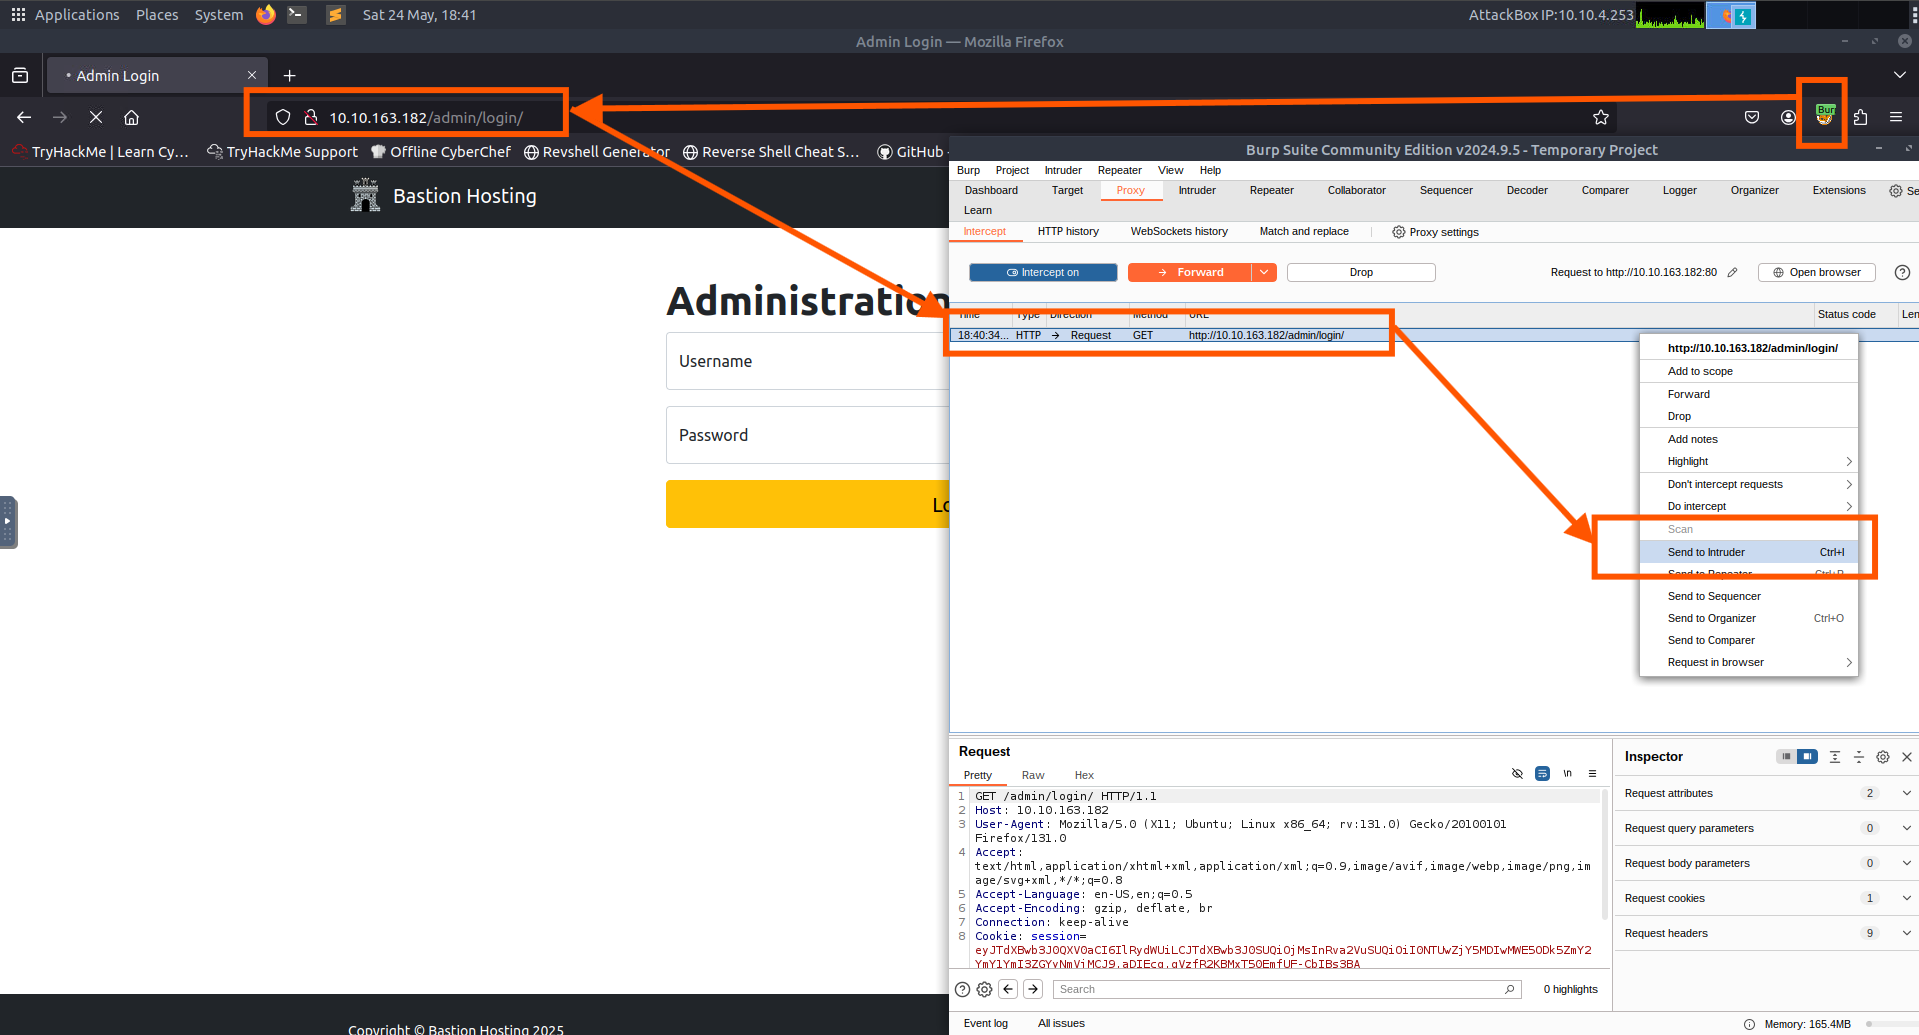 Applications Places System Sat 24 May, 18:41 AttackBox IP:10.10.4.253
Admin Login — Mozilla Firefox
• Admin Login
10.10.163.182/admin/login/
Bur
TryHackMe | Learn Cy... TryHackMe Support Offline CyberChef Revshell Generator Reverse Shell Cheat S... GitHub
Bastion Hosting
Administration
Username
Password
Copyright © Bastion Hosting 2025
Burp Suite Community Edition v2024.9.5 - Temporary Project
Burp Project Intruder Repeater View Help
Dashboard Target Proxy Intruder Repeater Collaborator Sequencer Decoder Comparer Logger Organizer Extensions Se
Learn
Intercept HTTP history WebSockets history Match and replace Proxy settings
Intercept on Forward Drop Request to http://10.10.163.182:80 Open browser
Time Type Direction Method URL Status code Len
18:40:34... HTTP → Request GET http://10.10.163.182/admin/login/
http://10.10.163.182/admin/login/
Add to scope
Forward
Drop
Add notes
Highlight
Don't intercept requests
Do intercept
Scan
Send to Intruder Ctrl+I
Send to Repeater Ctrl+R
Send to Sequencer
Send to Organizer Ctrl+O
Send to Comparer
Request in browser
Request
Pretty Raw Hex \n
1 GET /admin/login/ HTTP/1.1
2 Host: 10.10.163.182
3 User-Agent: Mozilla/5.0 (X11; Ubuntu; Linux x86_64; rv:131.0) Gecko/20100101
Firefox/131.0
4 Accept:
text/html,application/xhtml+xml,application/xml;q=0.9,image/avif,image/webp,image/png,im
age/svg+xml,*/*;q=0.8
5 Accept-Language: en-US,en;q=0.5
6 Accept-Encoding: gzip, deflate, br
7 Connection: keep-alive
8 Cookie: session=
Inspector
Request attributes 2
Request query parameters 0
Request body parameters 0
Request cookies 1
Request headers 9
Search 0 highlights
Event log All issues Memory: 165.4MB